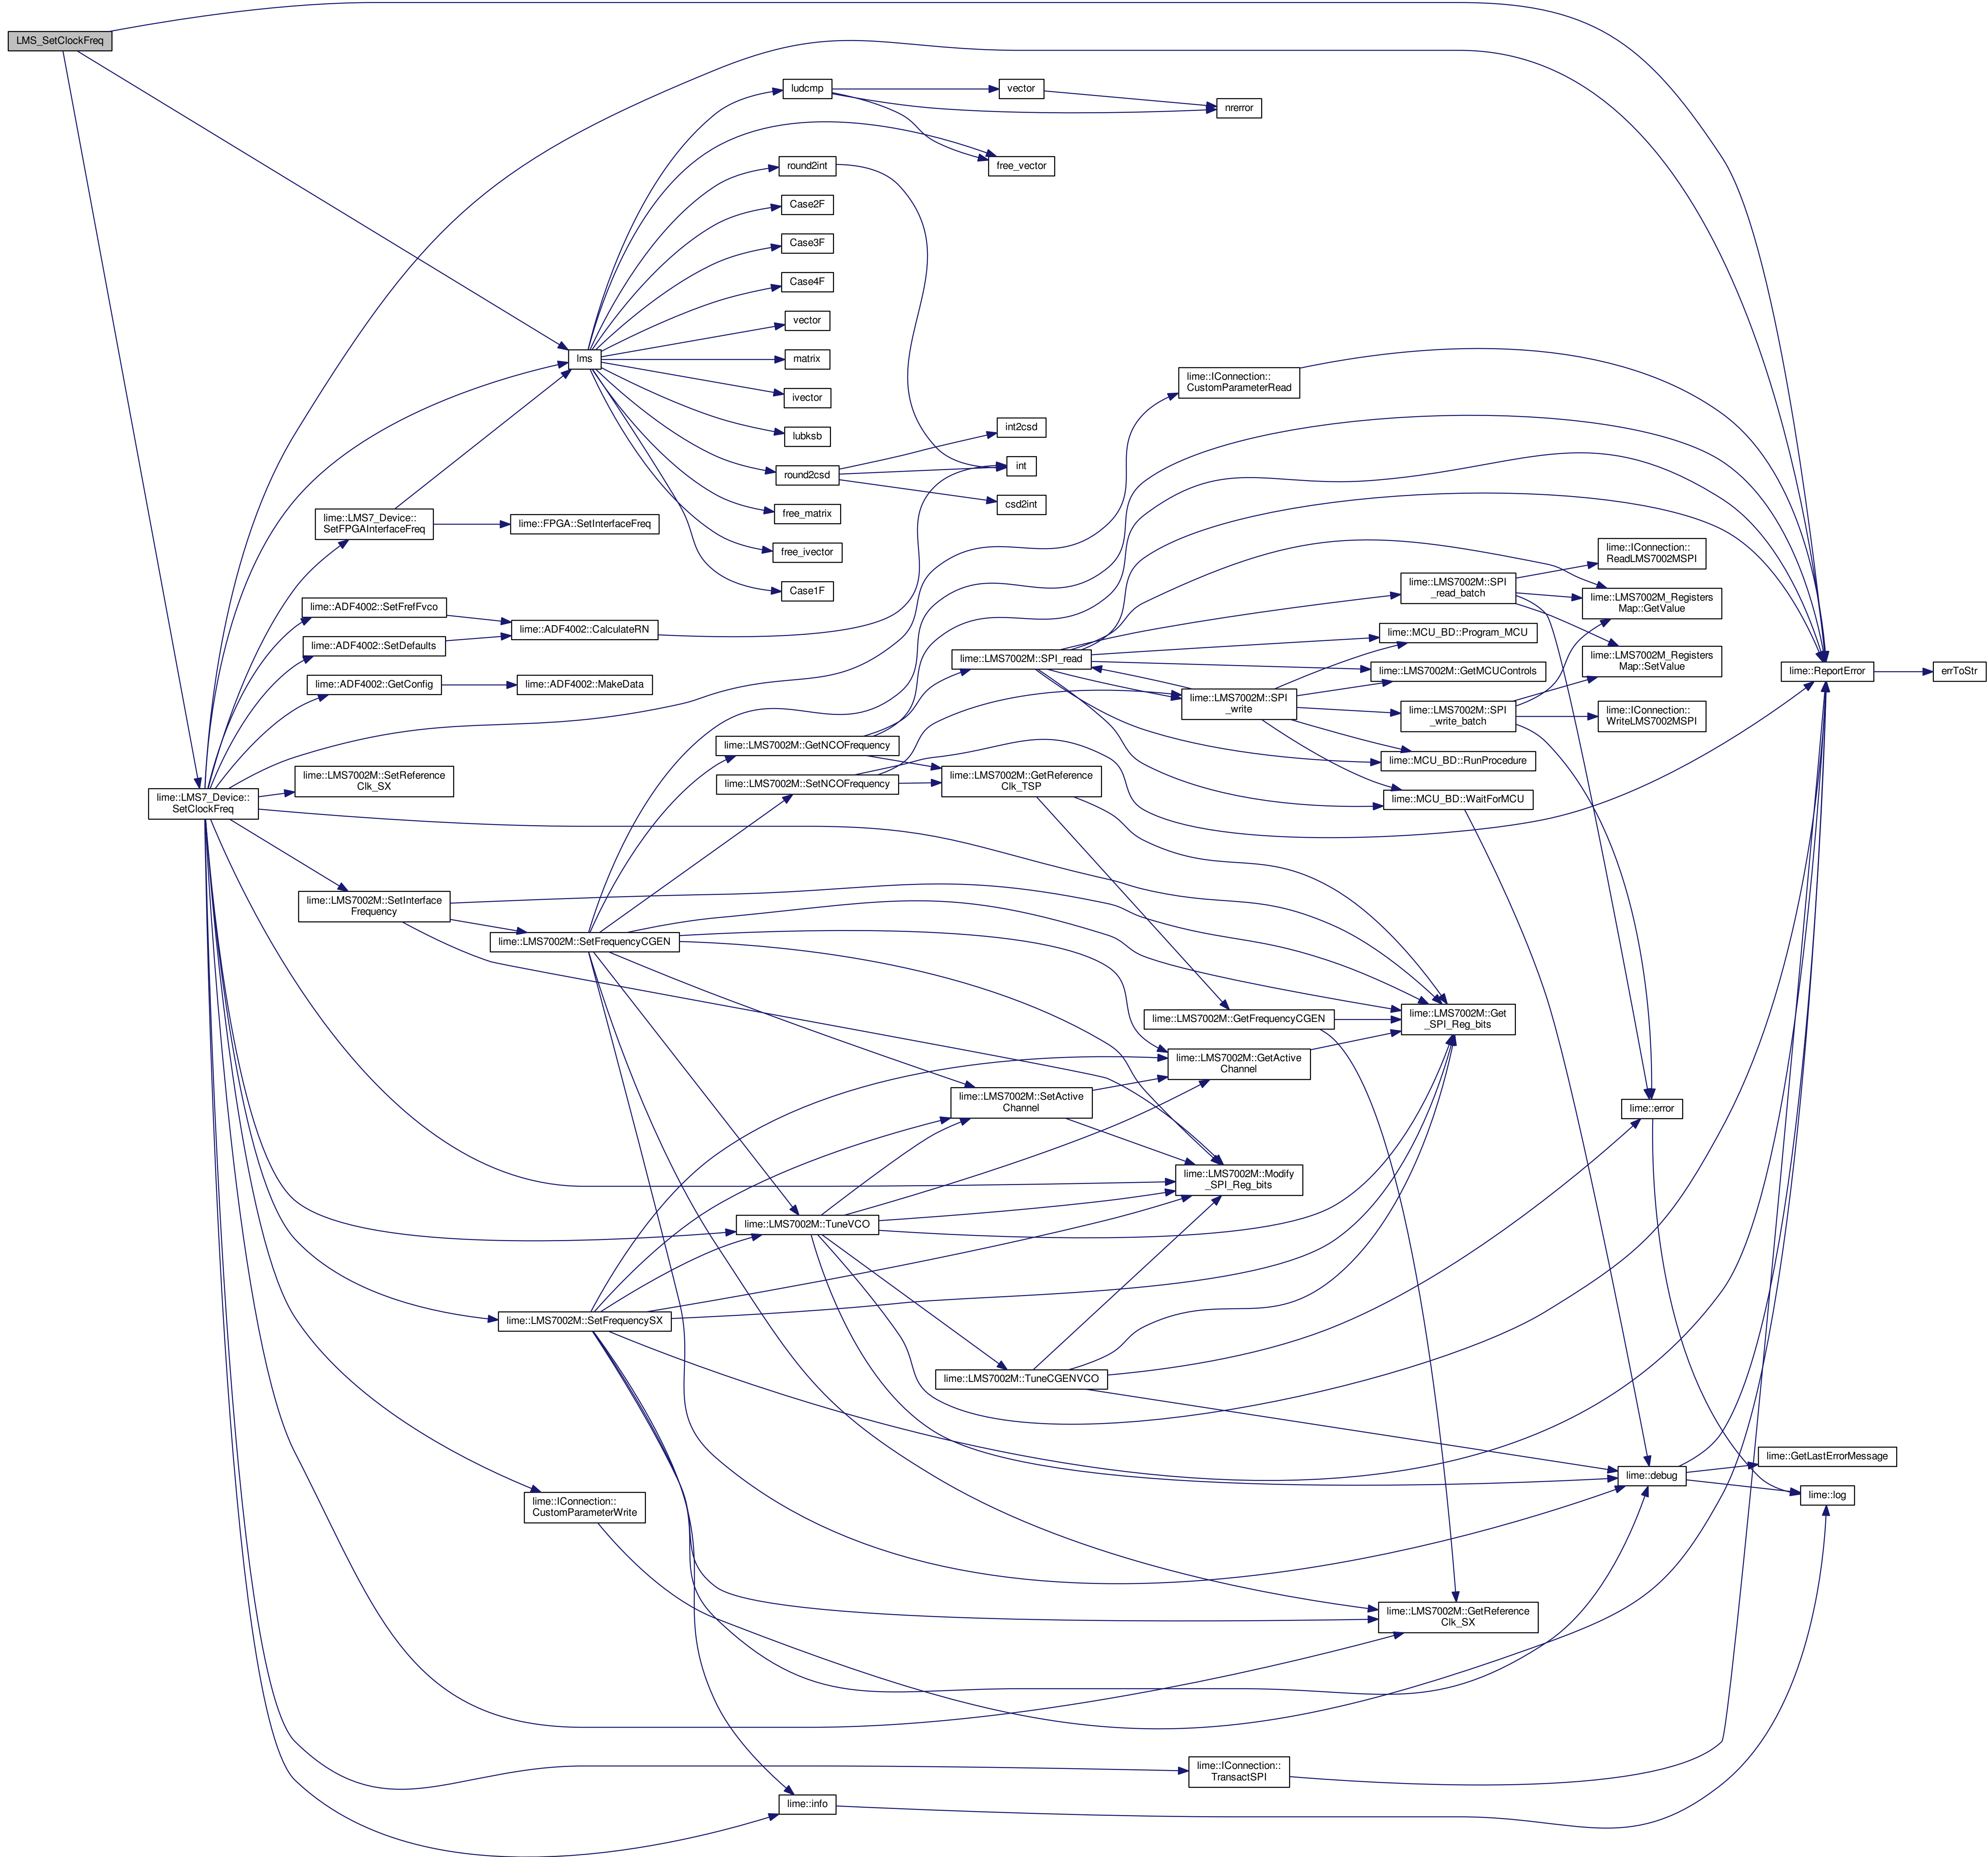 LMS_SetClockFreq
ludcmp
vector
nrerror
round2int
free_vector
Case2F
Case3F
Case4F
vector
lms
matrix
lime::IConnection::
CustomParameterRead
ivector
lubksb
int2csd
int
round2csd
csd2int
free_matrix
lime::LMS7_Device::
SetFPGAInterfaceFreq
lime::FPGA::SetInterfaceFreq
free_ivector
lime::IConnection::
ReadLMS7002MSPI
Case1F
lime::LMS7002M::SPI
_read_batch
lime::LMS7002M_Registers
Map::GetValue
lime::ADF4002::SetFrefFvco
lime::ADF4002::CalculateRN
lime::MCU_BD::Program_MCU
lime::ADF4002::SetDefaults
lime::LMS7002M::SPI_read
lime::LMS7002M_Registers
Map::SetValue
lime::LMS7002M::GetMCUControls
lime::ReportError
errToStr
lime::ADF4002::GetConfig
lime::ADF4002::MakeData
lime::LMS7002M::SPI
_write
lime::LMS7002M::SPI
_write_batch
lime::IConnection::
WriteLMS7002MSPI
lime::LMS7002M::GetNCOFrequency
lime::MCU_BD::RunProcedure
lime::LMS7002M::SetReference
Clk_SX
lime::LMS7002M::SetNCOFrequency
lime::LMS7002M::GetReference
Clk_TSP
lime::LMS7_Device::
SetClockFreq
lime::MCU_BD::WaitForMCU
lime::LMS7002M::SetInterface
Frequency
lime::LMS7002M::SetFrequencyCGEN
lime::LMS7002M::GetFrequencyCGEN
lime::LMS7002M::Get
_SPI_Reg_bits
lime::LMS7002M::GetActive
Channel
lime::LMS7002M::SetActive
Channel
lime::error
lime::LMS7002M::Modify
_SPI_Reg_bits
lime::LMS7002M::TuneVCO
lime::LMS7002M::SetFrequencySX
lime::LMS7002M::TuneCGENVCO
lime::GetLastErrorMessage
lime::debug
lime::log
lime::IConnection::
CustomParameterWrite
lime::LMS7002M::GetReference
Clk_SX
lime::IConnection::
TransactSPI
lime::info